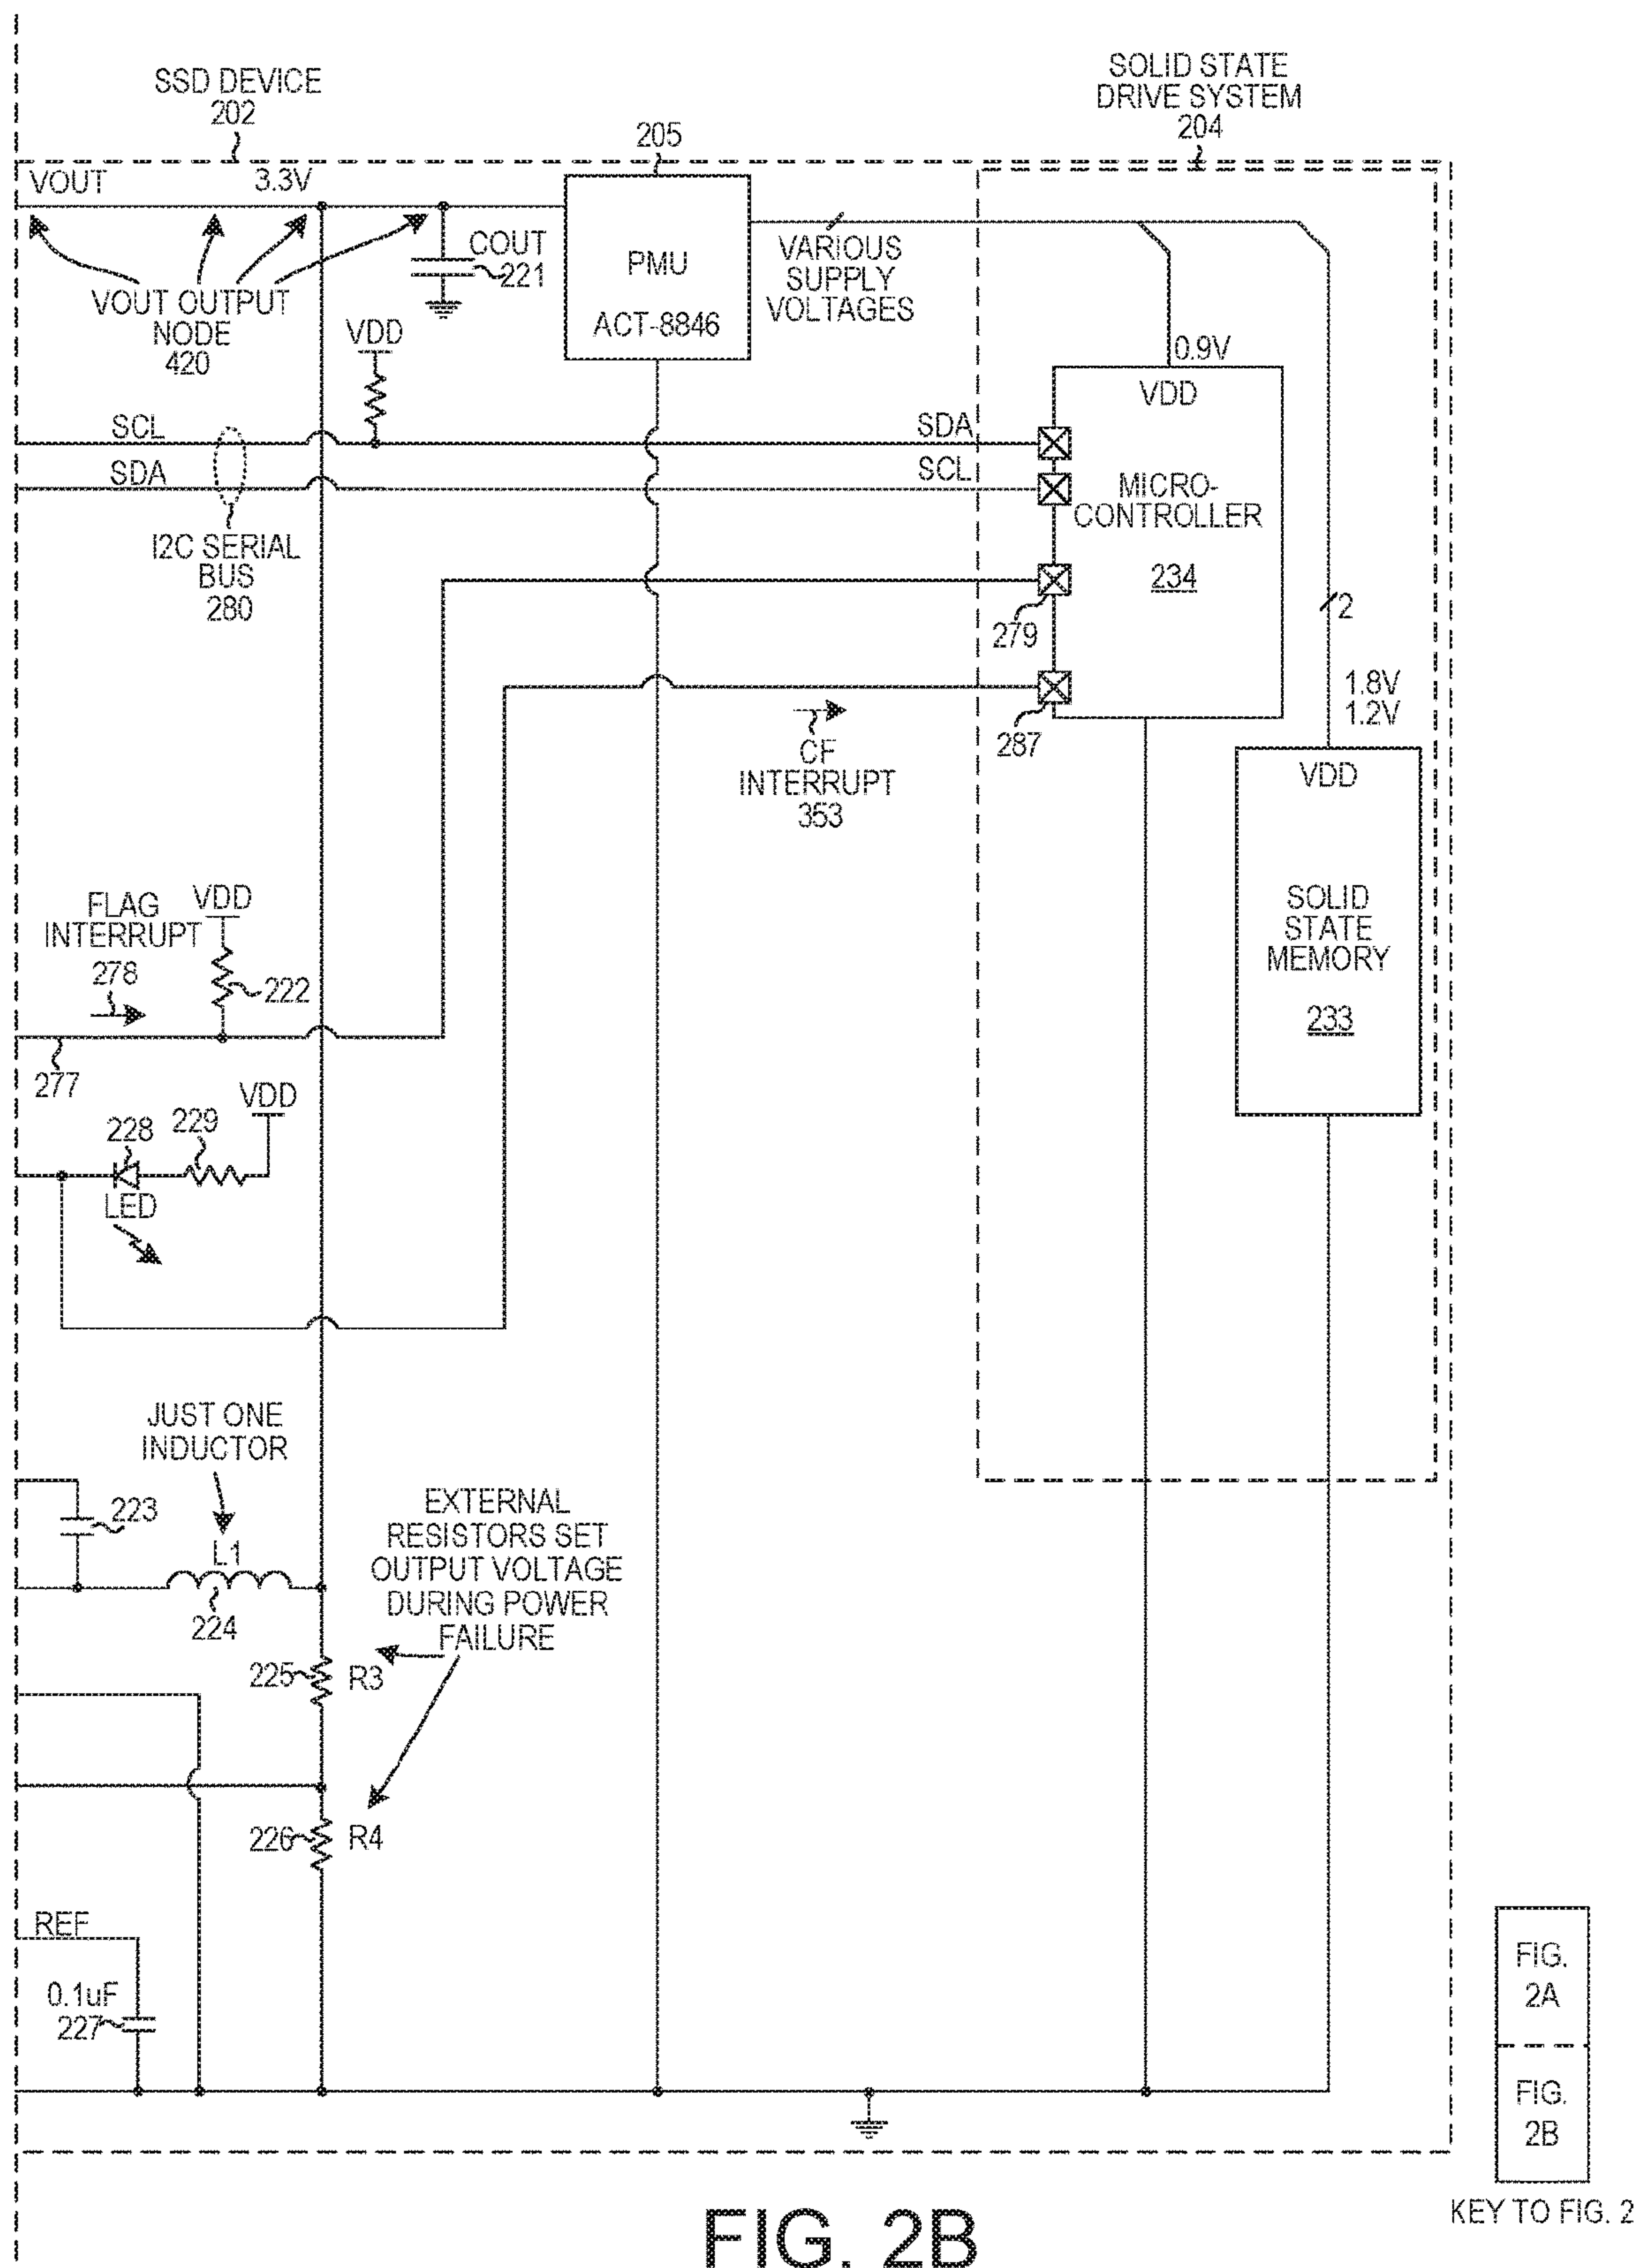 SSD DEVICE
202
SOLID STATE
DRIVE SYSTEM
204
205
VOUT
3.3V
COUT
221
PMU
ACT-8846
VARIOUS
SUPPLY
VOLTAGES
VOUT OUTPUT
NODE
420
VDD
0.9V
VDD
SCL
SDA
SDA
SCL
MICRO-
CONTROLLER
234
I2C SERIAL
BUS
280
279
2
1.8V
1.2V
287
CF
INTERRUPT
353
VDD
SOLID
STATE
MEMORY
233
FLAG
INTERRUPT
278
VDD
222
277
VDD
228
229
LED
JUST ONE
INDUCTOR
223
L1
224
EXTERNAL
RESISTORS SET
OUTPUT VOLTAGE
DURING POWER
FAILURE
225
R3
226
R4
REF
0.1uF
227
FIG.
2A
FIG.
2B
KEY TO FIG. 2
FIG. 2B